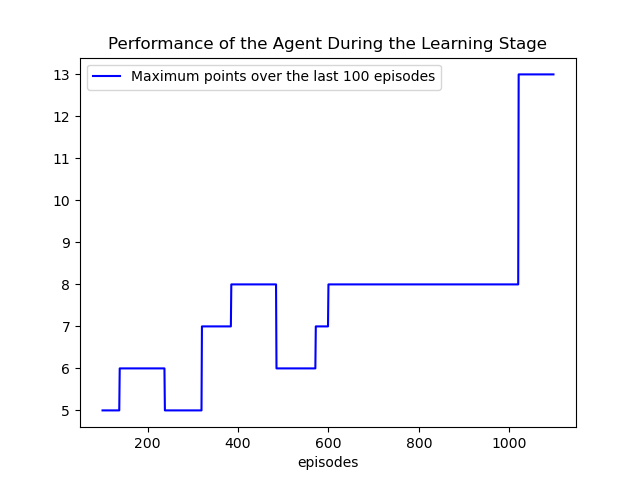 Performance of the Agent During the Learning Stage
Maximum points over the last 100 episodes
13
12
11
10
9
8
7
6
5
200 400 600 800 1000
episodes